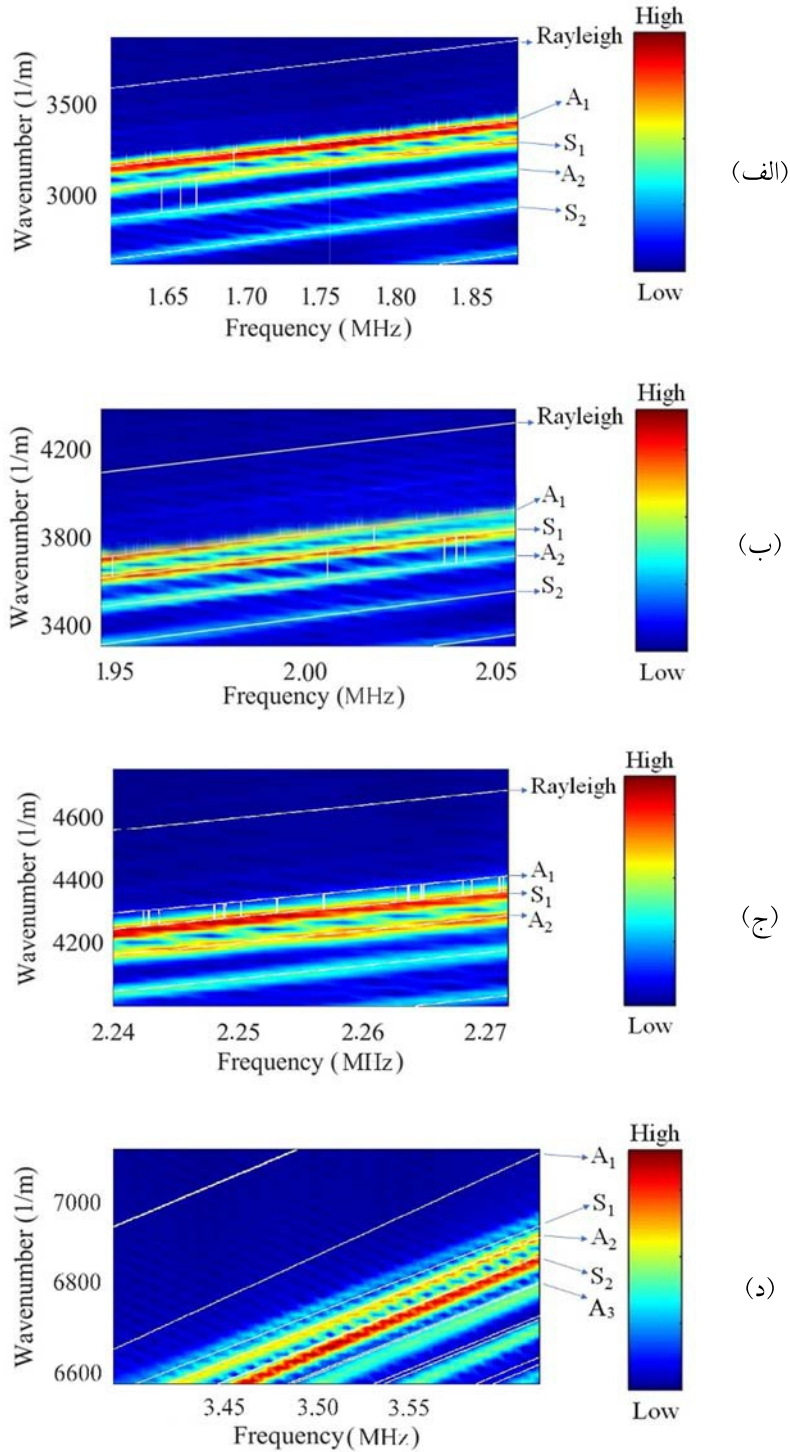 High
Rayleigh
A1
S1
A2
S2
Wavenumber (1/m)
3500
3000
1.65 1.70 1.75 1.80 1.85
Frequency (MHz)
Low
(الف)
High
Rayleigh
A1
S1
A2
S2
Wavenumber (1/m)
4200
3800
3400
1.95 2.00 2.05
Frequency (MHz)
Low
(ب)
High
Rayleigh
A1
S1
A2
Wavenumber (1/m)
4600
4400
4200
2.24 2.25 2.26 2.27
Frequency (MHz)
Low
(ج)
High
A1
S1
A2
S2
A3
Wavenumber (1/m)
7000
6800
6600
3.45 3.50 3.55
Frequency (MHz)
Low
(د)